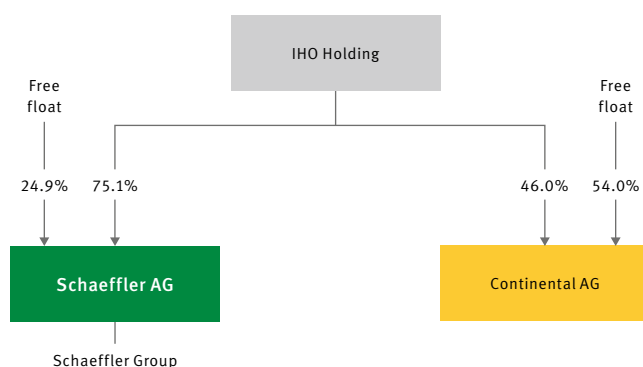 IHO Holding
Free
float
Free
float
24.9%
75.1%
46.0%
54.0%
Schaeffler AG
Continental AG
Schaeffler Group